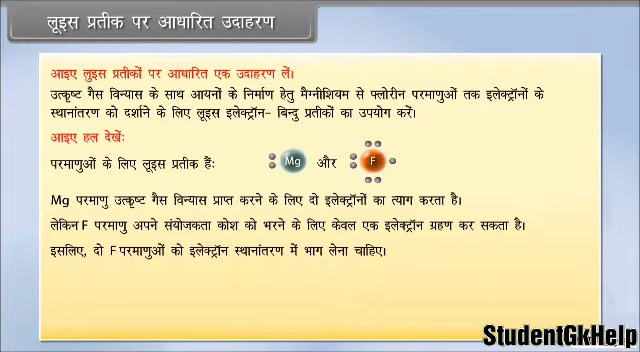 लूइस प्रतीक पर आधारित उदाहरण
आइए लुइस प्रतीकों पर आधारित एक उदाहरण लें।
उत्कृष्ट गैस विन्यास के साथ आयनों के निर्माण हेतु मैग्नीशियम से फ्लोरीन परमाणुओं तक इलेक्ट्रॉनों के
स्थानांतरण को दर्शाने के लिए लूइस इलेक्ट्रॉन- बिन्दु प्रतीकों का उपयोग करें।
आइए हल देखें:
परमाणुओं के लिए लूइस प्रतीक हैं: Mg और F
Mg परमाणु उत्कृष्ट गैस विन्यास प्राप्त करने के लिए दो इलेक्ट्रॉनों का त्याग करता है।
लेकिन F परमाणु अपने संयोजकता कोश को भरने के लिए केवल एक इलेक्ट्रॉन ग्रहण कर सकता है।
इसलिए, दो F परमाणुओं को इलेक्ट्रॉन स्थानांतरण में भाग लेना चाहिए।
StudentGkHelp